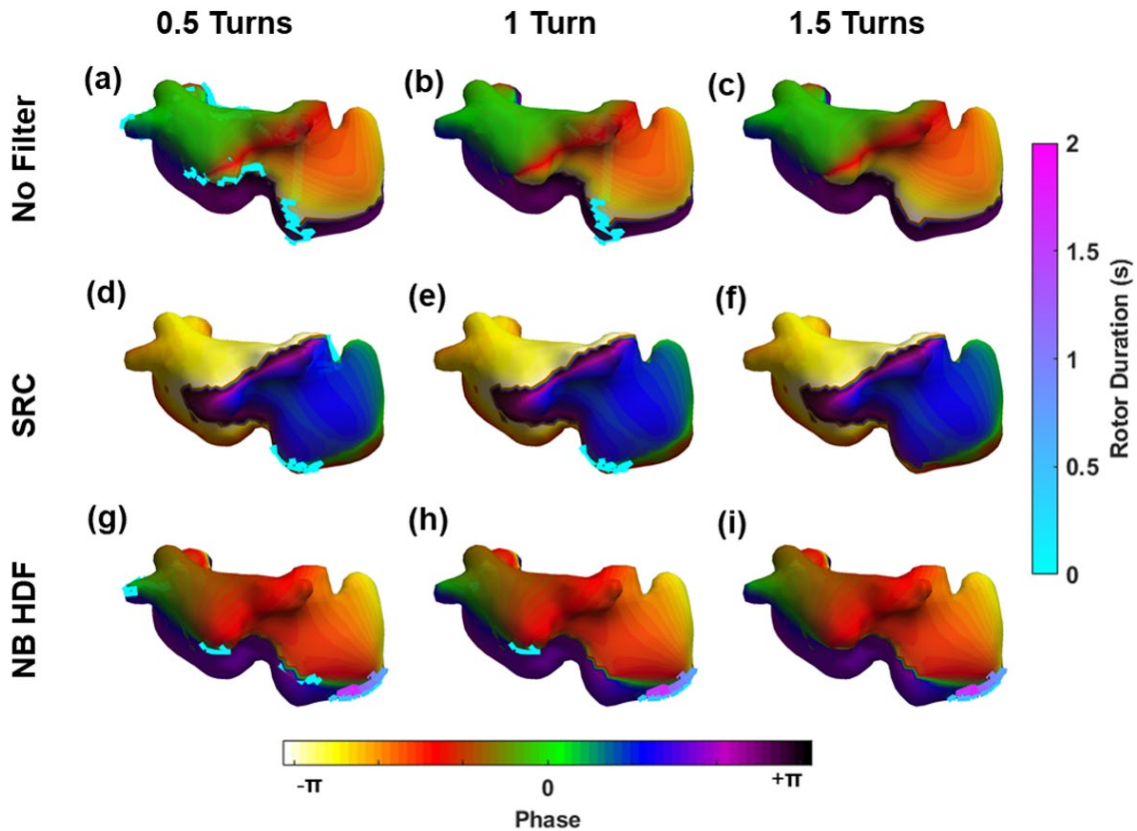 0.5 Turns
1 Turn
1.5 Turns
No Filter
(a)
(b)
(c)
SRC
(d)
(e)
(f)
NB HDF
(g)
(h)
(i)
2
1.5
1
0.5
0
Rotor Duration (s)
-π
0
+π
Phase